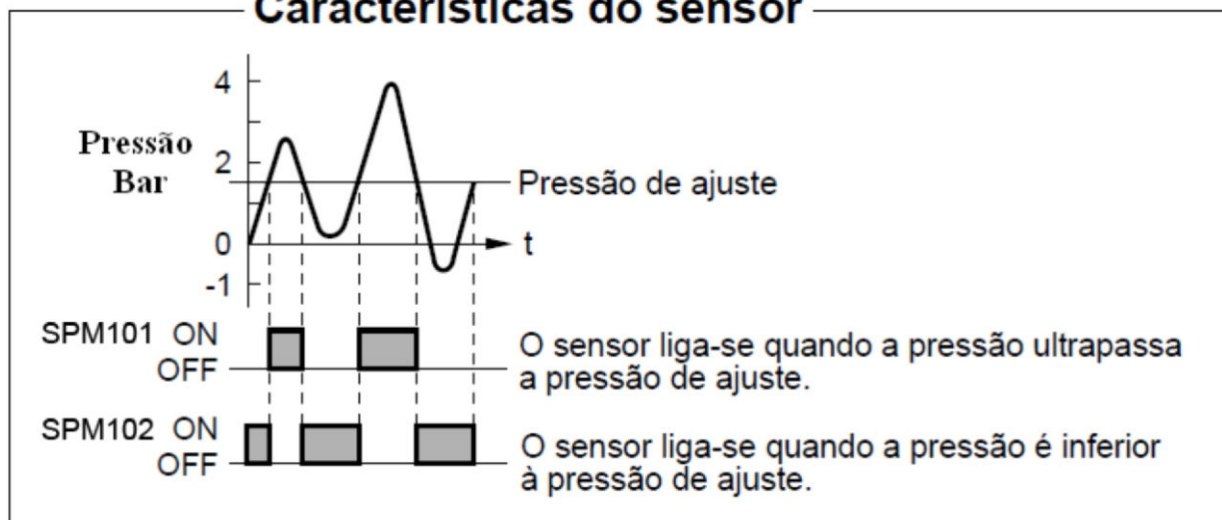 Características do sensor
4
Pressão
Bar
2
Pressão de ajuste
0
t
-1
SPM101 ON
OFF
O sensor liga-se quando a pressão ultrapassa
a pressão de ajuste.
SPM102 ON
OFF
O sensor liga-se quando a pressão é inferior
à pressão de ajuste.